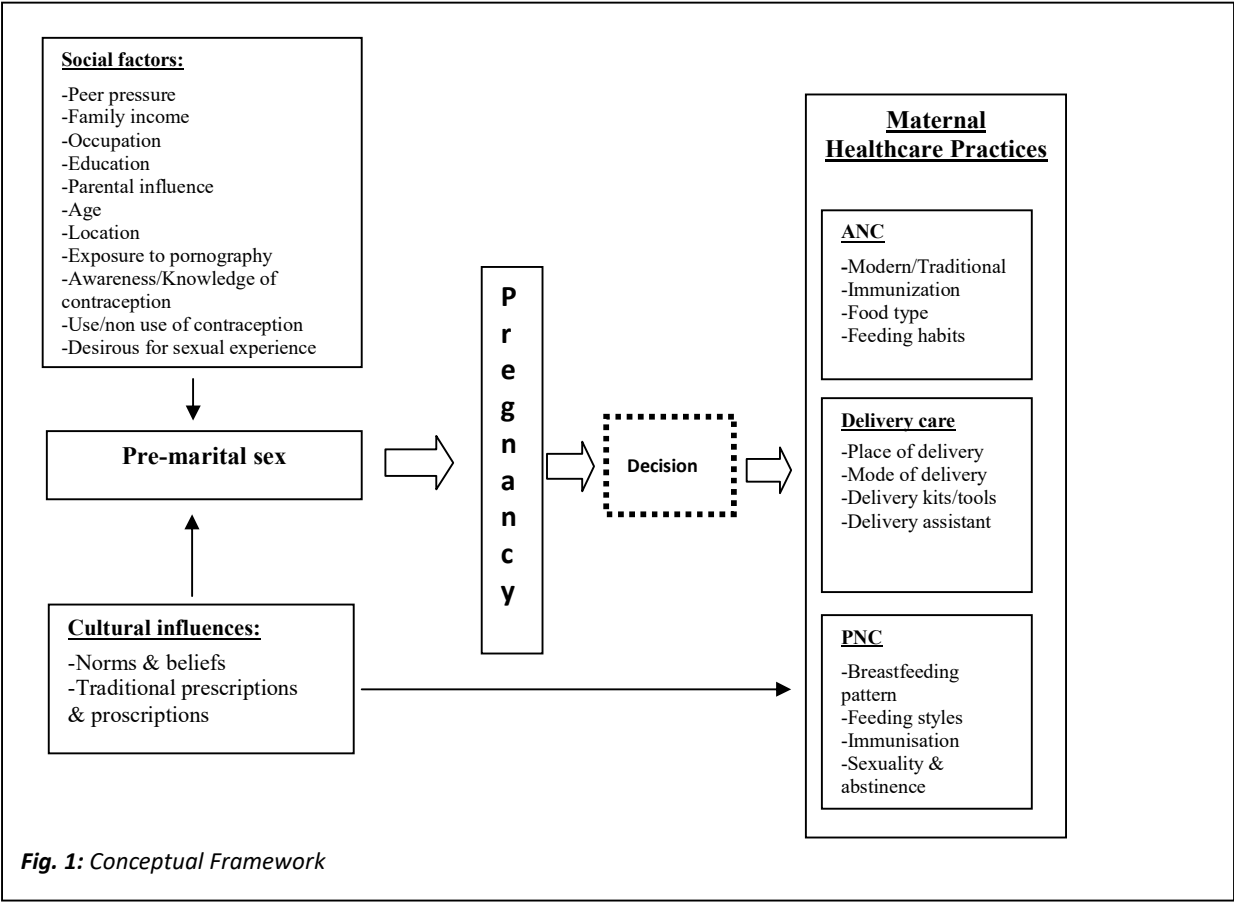 Social factors:
-Peer pressure
-Family income
-Occupation
-Education
-Parental influence
-Age
-Location
-Exposure to pornography
-Awareness/Knowledge of
contraception
-Use/non use of contraception
-Desirous for sexual experience
Pre-marital sex
Cultural influences:
-Norms & beliefs
-Traditional prescriptions
& proscriptions
P
r
e
g
n
a
n
c
y
Decision
Maternal
Healthcare Practices
ANC
-Modern/Traditional
-Immunization
-Food type
-Feeding habits
Delivery care
-Place of delivery
-Mode of delivery
-Delivery kits/tools
-Delivery assistant
PNC
-Breastfeeding
pattern
-Feeding styles
-Immunisation
-Sexuality &
abstinence
Fig. 1: Conceptual Framework